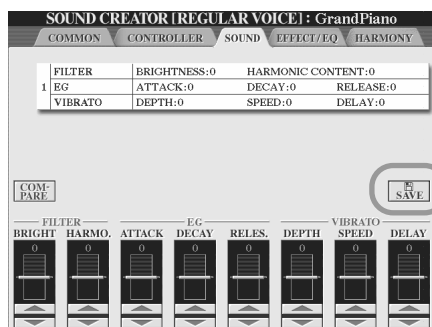 SOUND CREATOR [REGULAR VOICE] : GrandPiano
COMMON CONTROLLER SOUND EFFECT/EQ HARMONY
FILTER BRIGHTNESS:0 HARMONIC CONTENT:0
1 EG ATTACK:0 DECAY:0 RELEASE:0
VIBRATO DEPTH:0 SPEED:0 DELAY:0
COM-
PARE
SAVE
FILTER EG VIBRATO
BRIGHT HARMO. ATTACK DECAY RELES. DEPTH SPEED DELAY
0 0 0 0 0 0 0 0